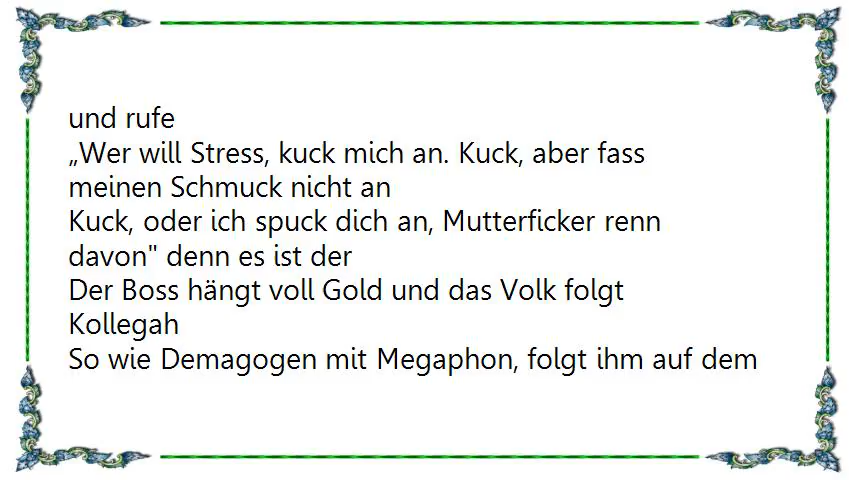 und rufe
„Wer will Stress, kuck mich an. Kuck, aber fass
meinen Schmuck nicht an
Kuck, oder ich spuck dich an, Mutterficker renn
davon" denn es ist der
Der Boss hängt voll Gold und das Volk folgt
Kollegah
So wie Demagogen mit Megaphon, folgt ihm auf dem